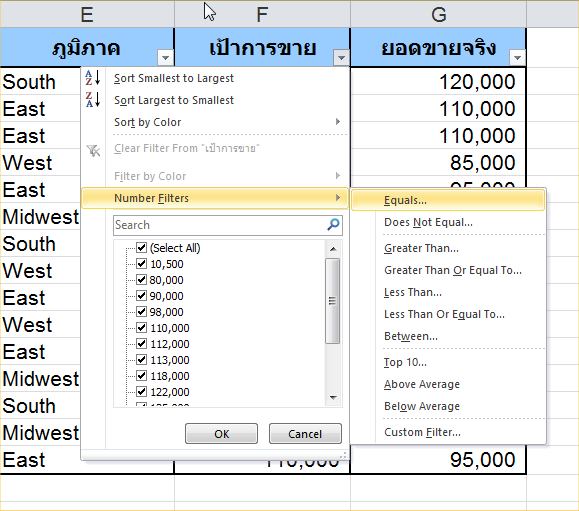 E F G
ภูมิภาค เป้าการขาย ยอดขายจริง
South 120,000
East 110,000
East 110,000
West 85,000
East
Midwest
South
West
East
West
East
Midwest
South
Midwest
East 110,000 95,000
Sort Smallest to Largest
Sort Largest to Smallest
Sort by Color
Clear Filter From "เป้าการขาย"
Filter by Color
Number Filters
Search
(Select All)
10,500
80,000
90,000
98,000
110,000
112,000
113,000
118,000
122,000
OK Cancel
Equals...
Does Not Equal...
Greater Than...
Greater Than Or Equal To...
Less Than...
Less Than Or Equal To...
Between...
Top 10...
Above Average
Below Average
Custom Filter...